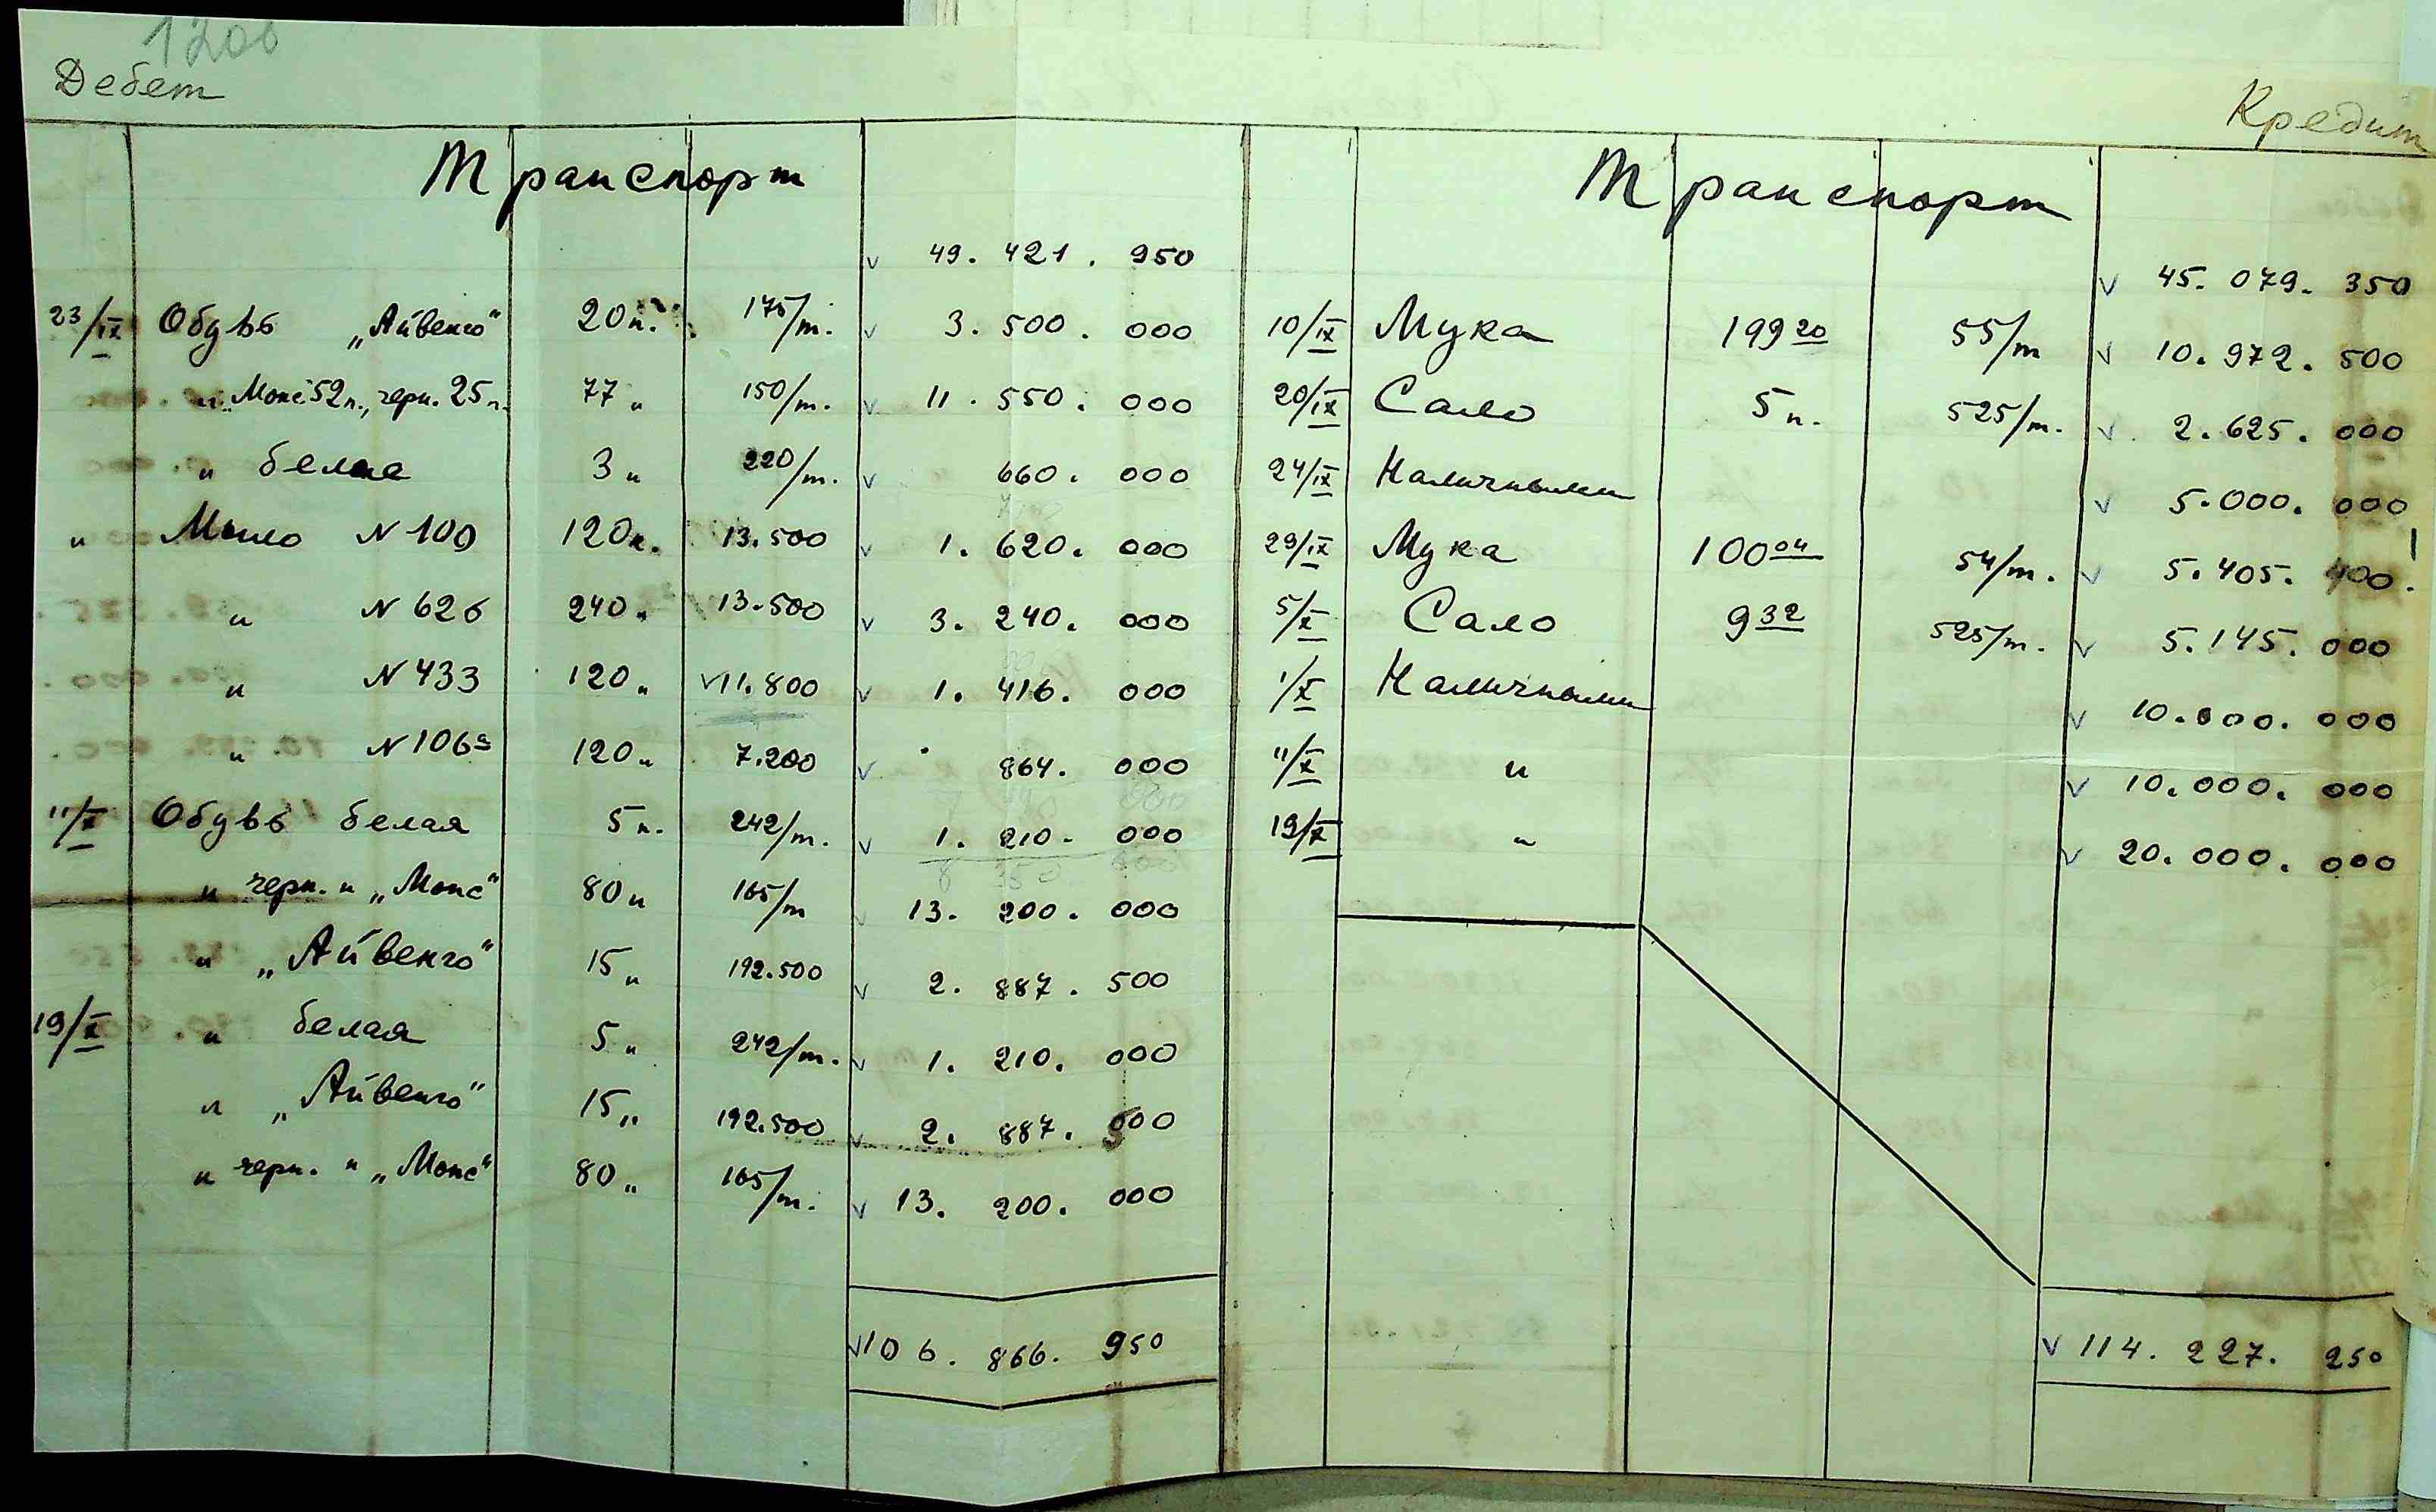 1200
Дебет
Кредит
Транспорт
49.421.950
23/IX Обувь „Айвенго“ 20 п. 175/т. 3.500.000
" „Мопс“ 52 п., черн. 25 п. 77 " 150/т. 11.550.000
" белые 3 " 220/т. 660.000
" Мыло N 100 120 к. 13.500 1.620.000
" N 626 240 " 13.500 3.240.000
" N 433 120 " 11.800 1.416.000
" N 106 120 " 7.200 864.000
11/X Обувь белая 5 п. 242/т. 1.210.000
" черн. и „Мопс“ 80 " 165/т 13.200.000
" „Айвенго“ 15 " 192.500 2.887.500
19/X " белая 5 " 242/т. 1.210.000
" „Айвенго“ 15 " 192.500 2.887.500
" черн. и „Мопс“ 80 " 165/т. 13.200.000
106.866.950
Транспорт
45.079.350
10/IX Мука 199 20 55/т 10.972.500
20/IX Сало 5 п. 525/т. 2.625.000
24/IX Наличными 5.000.000
29/IX Мука 100 04 54/т. 5.405.400.
5/X Сало 9 32 525/т. 5.145.000
1/X Наличными 10.000.000
11/X " 10.000.000
19/X " 20.000.000
114.227.250